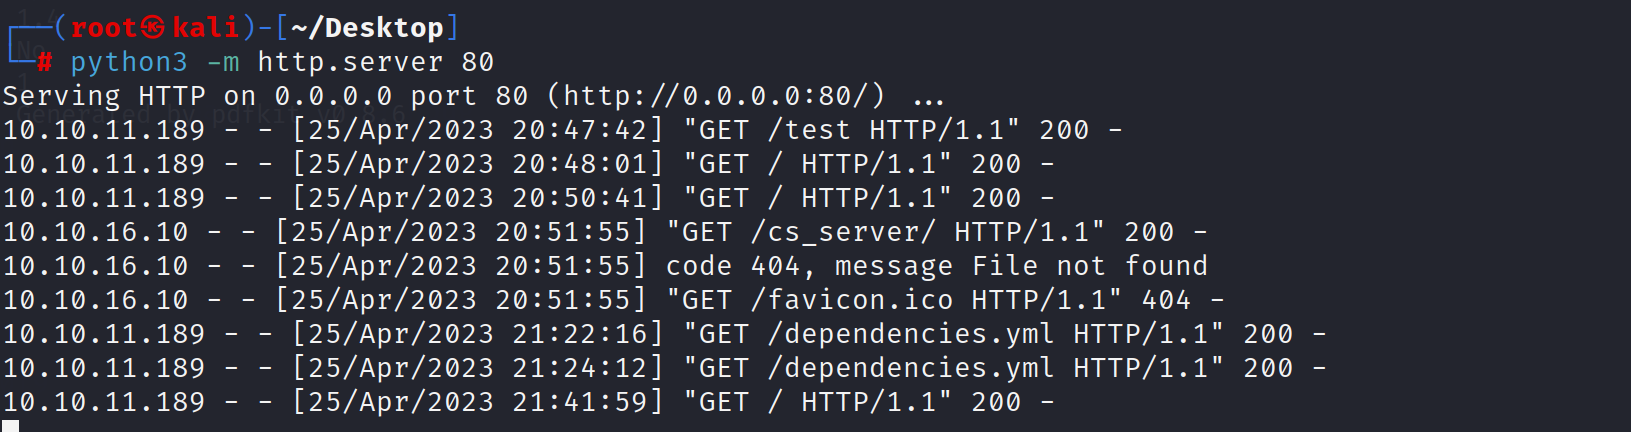 ┌──(root㉿kali)-[~/Desktop]
└─# python3 -m http.server 80
Serving HTTP on 0.0.0.0 port 80 (http://0.0.0.0:80/) ...
10.10.11.189 - - [25/Apr/2023 20:47:42] "GET /test HTTP/1.1" 200 -
10.10.11.189 - - [25/Apr/2023 20:48:01] "GET / HTTP/1.1" 200 -
10.10.11.189 - - [25/Apr/2023 20:50:41] "GET / HTTP/1.1" 200 -
10.10.16.10 - - [25/Apr/2023 20:51:55] "GET /cs_server/ HTTP/1.1" 200 -
10.10.16.10 - - [25/Apr/2023 20:51:55] code 404, message File not found
10.10.16.10 - - [25/Apr/2023 20:51:55] "GET /favicon.ico HTTP/1.1" 404 -
10.10.11.189 - - [25/Apr/2023 21:22:16] "GET /dependencies.yml HTTP/1.1" 200 -
10.10.11.189 - - [25/Apr/2023 21:24:12] "GET /dependencies.yml HTTP/1.1" 200 -
10.10.11.189 - - [25/Apr/2023 21:41:59] "GET / HTTP/1.1" 200 -